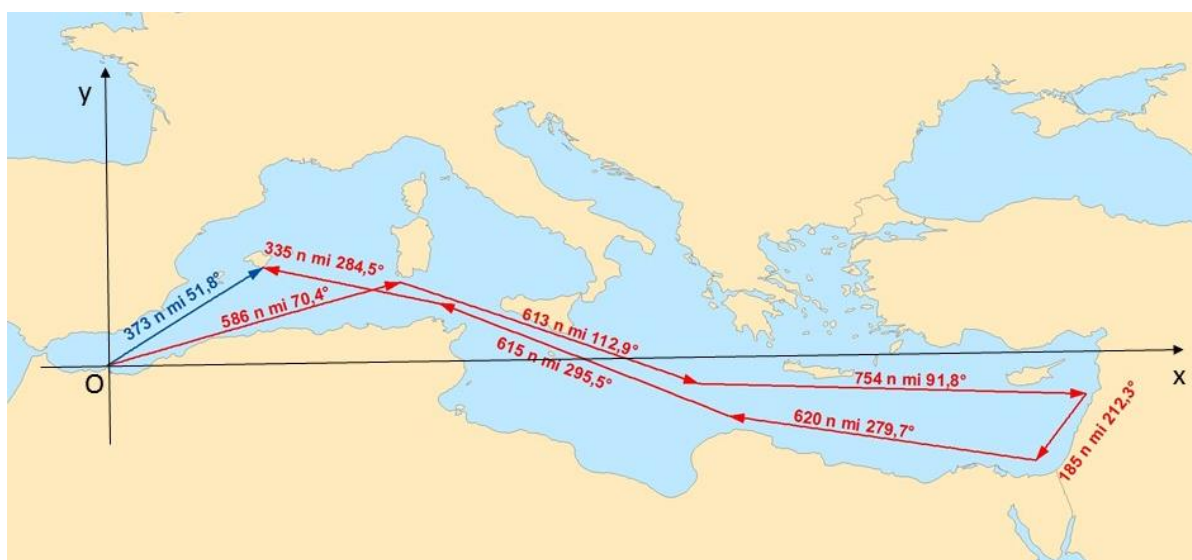 y
335 n mi 284,5°
373 n mi 51,8°
586 n mi 70,4°
613 n mi 112,9°
615 n mi 295,5°
754 n mi 91,8°
x
O
620 n mi 279,7°
185 n mi 212,3°